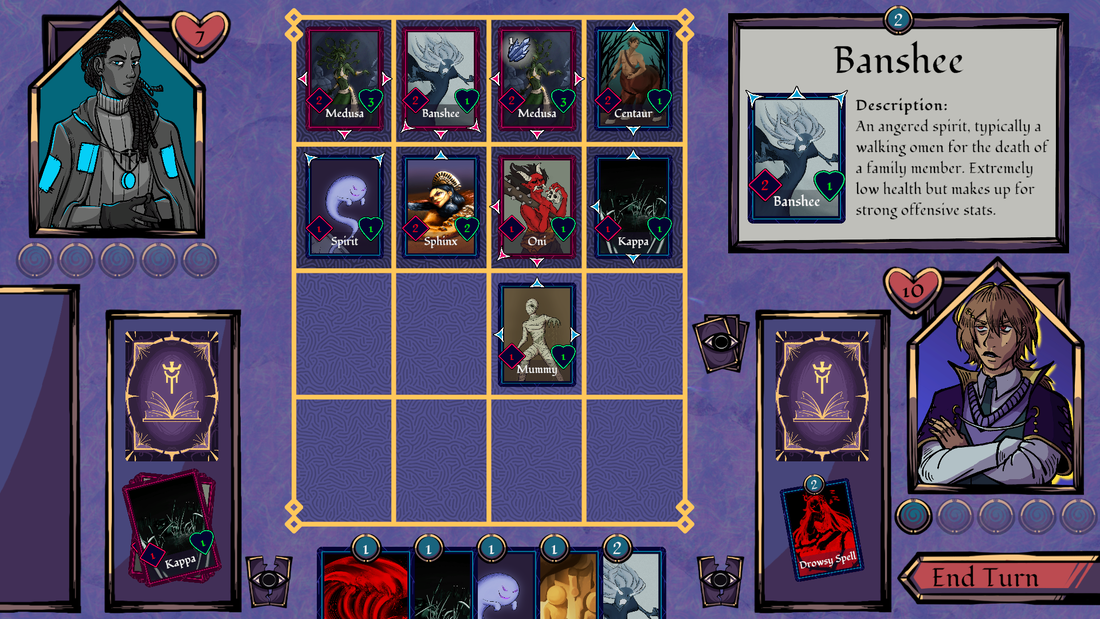 7
2
3
Medusa
2
1
Banshee
2
3
Medusa
2
1
Centaur
1
1
Spirit
2
2
Sphinx
1
1
Oni
1
1
Kappa
1
1
Mummy
2
Banshee
Description:
An angered spirit, typically a
walking omen for the death of
a family member. Extremely
low health but makes up for
strong offensive stats.
2
1
Banshee
10
1
1
Kappa
2
Drowsy Spell
1
1
1
1
2
End Turn